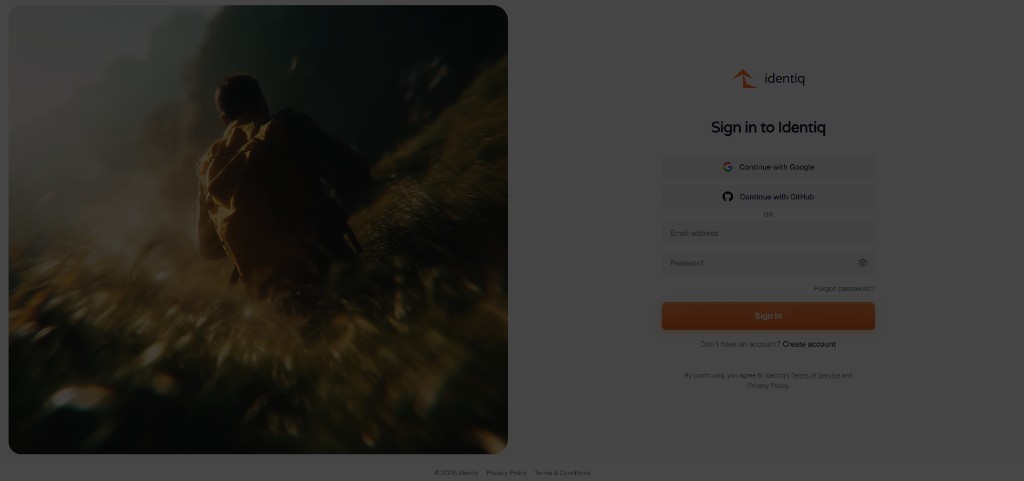 identiq
Sign in to Identiq
Continue with Google
Continue with GitHub
OR
Email address
Password
Forgot password?
Sign in
Don't have an account? Create account
By continuing, you agree to Identiq's Terms of Service and
Privacy Policy.
© 2026 Identiq Privacy Policy Terms & Conditions